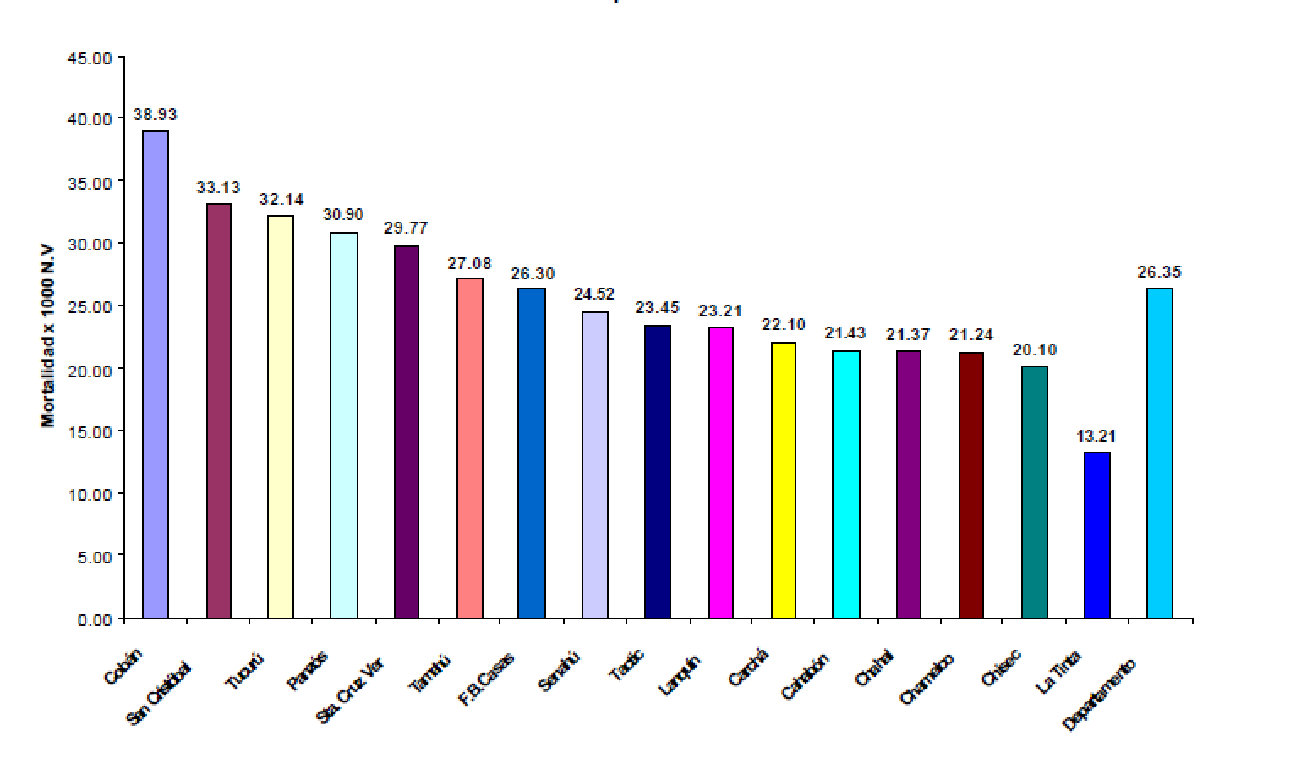 45.00
40.00
35.00
30.00
25.00
20.00
15.00
10.00
5.00
0.00
Mortalidad x 1000 N.V
38.93
33.13
32.14
30.90
29.77
27.08
26.30
24.52
23.45
23.21
22.10
21.43
21.37
21.24
20.10
13.21
26.35
Cobán
San Cristóbal
Tucurú
Panzós
Sta. Cruz Ver
Tamahú
F.B.Casas
Senahú
Tactic
Lanquín
Carchá
Cahabón
Chahal
Chamelco
Chisec
La Tinta
Departamento